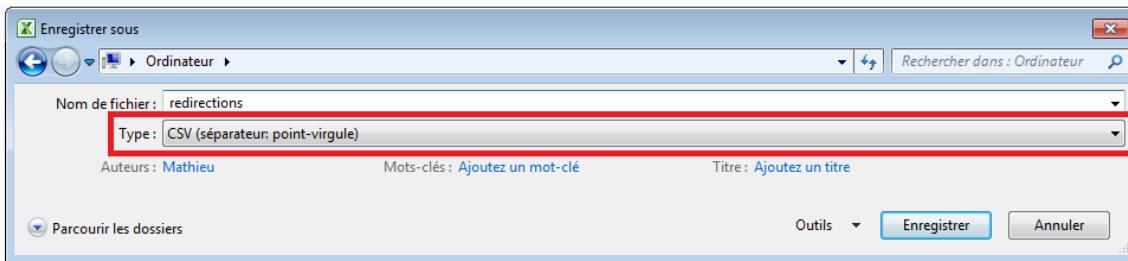 Enregistrer sous
Ordinateur
Rechercher dans : Ordinateur
Nom de fichier : redirections
Type : CSV (séparateur: point-virgule)
Auteurs : Mathieu Mots-clés : Ajoutez un mot-clé Titre : Ajoutez un titre
Parcourir les dossiers Outils Enregistrer Annuler